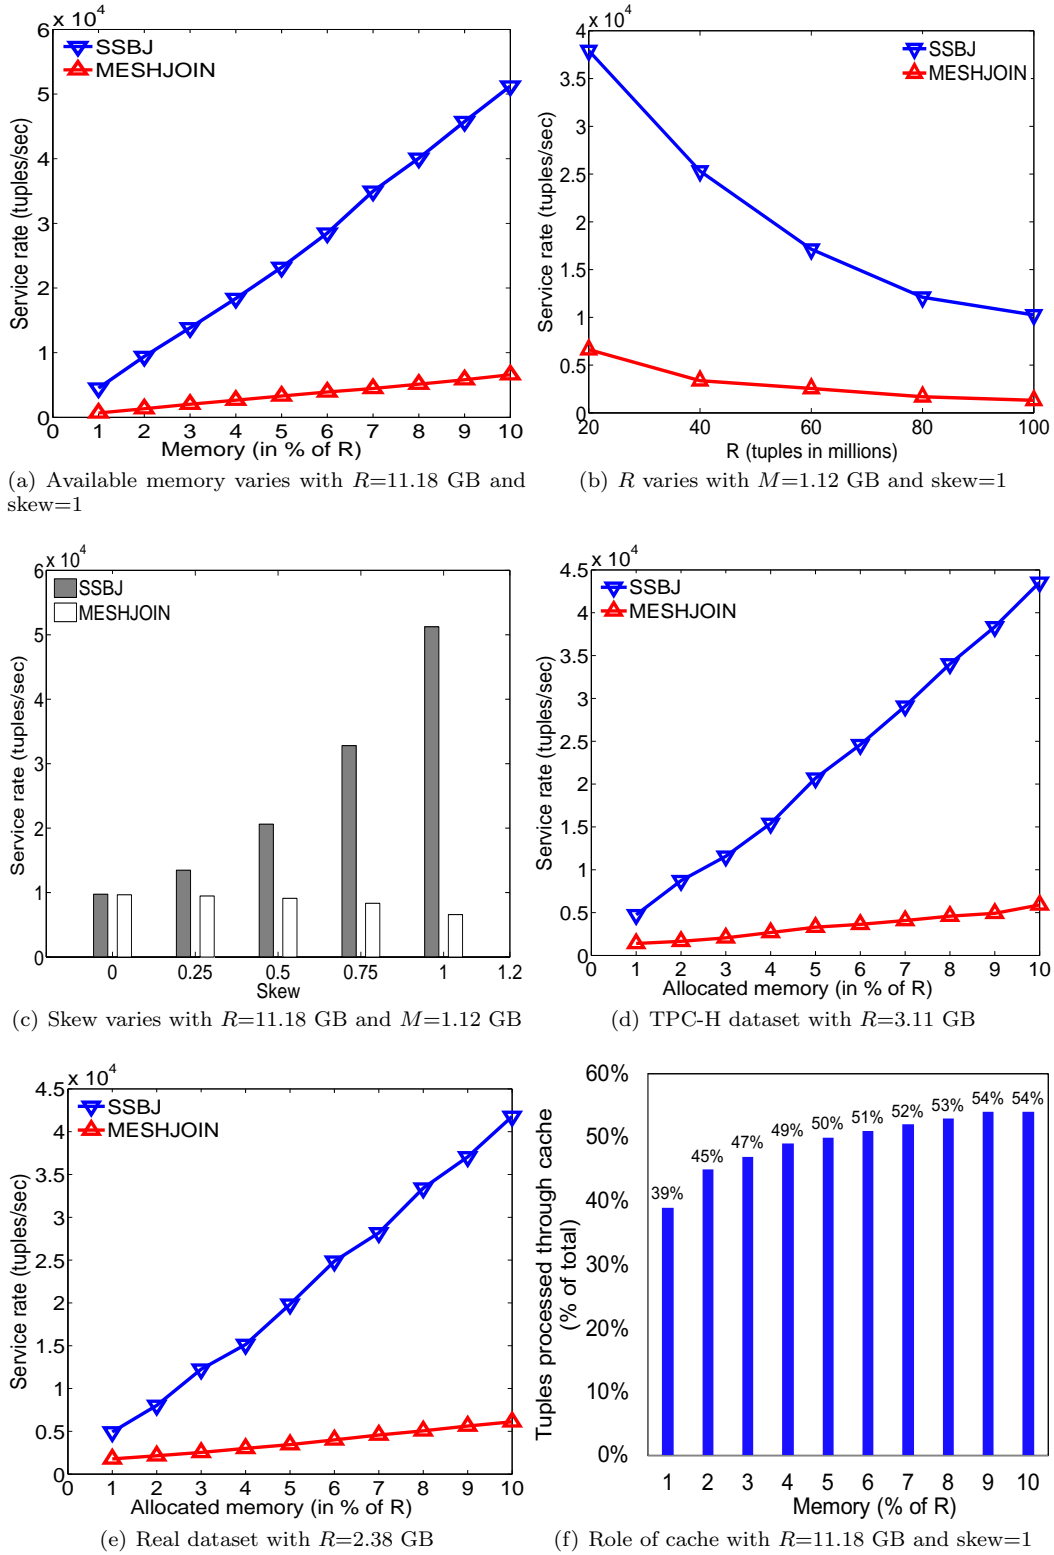 x 10⁴
6
5
4
3
2
1
0
Service rate (tuples/sec)
SSBJ
MESHJOIN
1 2 3 4 5 6 7 8 9 10
Memory (in % of R)
(a) Available memory varies with R=11.18 GB and
skew=1
x 10⁴
4
3.5
3
2.5
2
1.5
1
0.5
0
Service rate (tuples/sec)
SSBJ
MESHJOIN
20 40 60 80 100
R (tuples in millions)
(b) R varies with M=1.12 GB and skew=1
x 10⁴
6
5
4
3
2
1
0
Service rate (tuples/sec)
SSBJ
MESHJOIN
0 0.25 0.5 0.75 1 1.2
Skew
(c) Skew varies with R=11.18 GB and M=1.12 GB
x 10⁴
4.5
4
3.5
3
2.5
2
1.5
1
0.5
0
Service rate (tuples/sec)
SSBJ
MESHJOIN
0 1 2 3 4 5 6 7 8 9 10
Allocated memory (in % of R)
(d) TPC-H dataset with R=3.11 GB
x 10⁴
4.5
4
3.5
3
2.5
2
1.5
1
0.5
0
Service rate (tuples/sec)
SSBJ
MESHJOIN
0 1 2 3 4 5 6 7 8 9 10
Allocated memory (in % of R)
(e) Real dataset with R=2.38 GB
60%
50%
40%
30%
20%
10%
0%
Tuples processed through cache
(% of total)
39% 45% 47% 49% 50% 51% 52% 53% 54% 54%
1 2 3 4 5 6 7 8 9 10
Memory (% of R)
(f) Role of cache with R=11.18 GB and skew=1